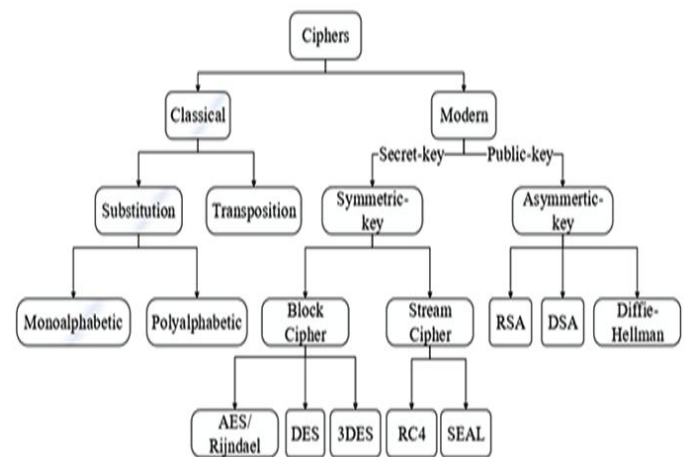 Ciphers
Classical
Modern
Secret-key
Public-key
Substitution
Transposition
Symmetric-
key
Asymmertic-
key
Monoalphabetic
Polyalphabetic
Block
Cipher
Stream
Cipher
RSA
DSA
Diffie-
Hellman
AES/
Rijndael
DES
3DES
RC4
SEAL